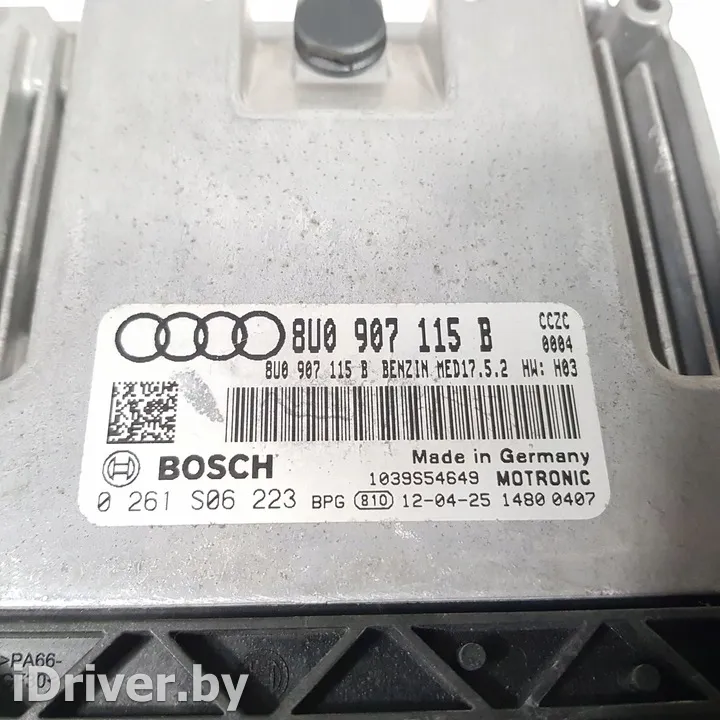 8U0 907 115 B CCZC
0004
8U0 907 115 B BENZIN MED17.5.2 HW: H03
BOSCH Made in Germany
1039S54649 MOTRONIC
0 261 S06 223 BPG 810 12-04-25 1480 0407
>PA66-
iDriver.by